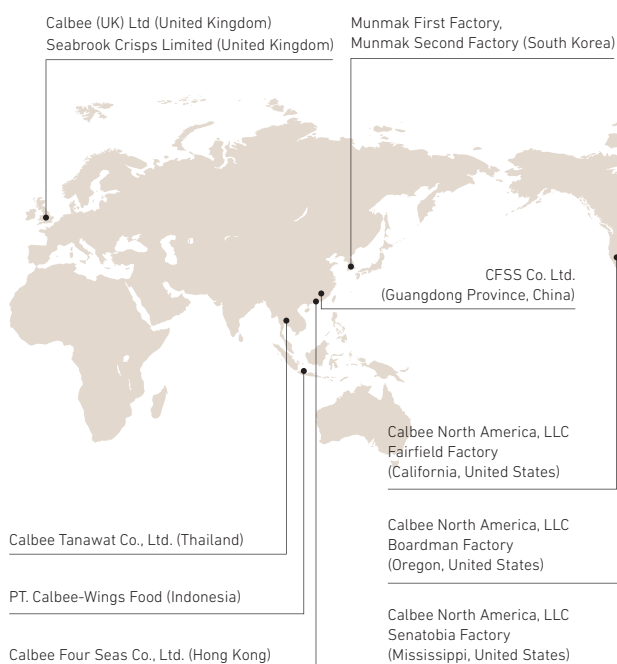 Calbee (UK) Ltd (United Kingdom)
Seabrook Crisps Limited (United Kingdom)
Munmak First Factory,
Munmak Second Factory (South Korea)
CFSS Co. Ltd.
(Guangdong Province, China)
Calbee North America, LLC
Fairfield Factory
(California, United States)
Calbee Tanawat Co., Ltd. (Thailand)
Calbee North America, LLC
Boardman Factory
(Oregon, United States)
PT. Calbee-Wings Food (Indonesia)
Calbee North America, LLC
Senatobia Factory
(Mississippi, United States)
Calbee Four Seas Co., Ltd. (Hong Kong)